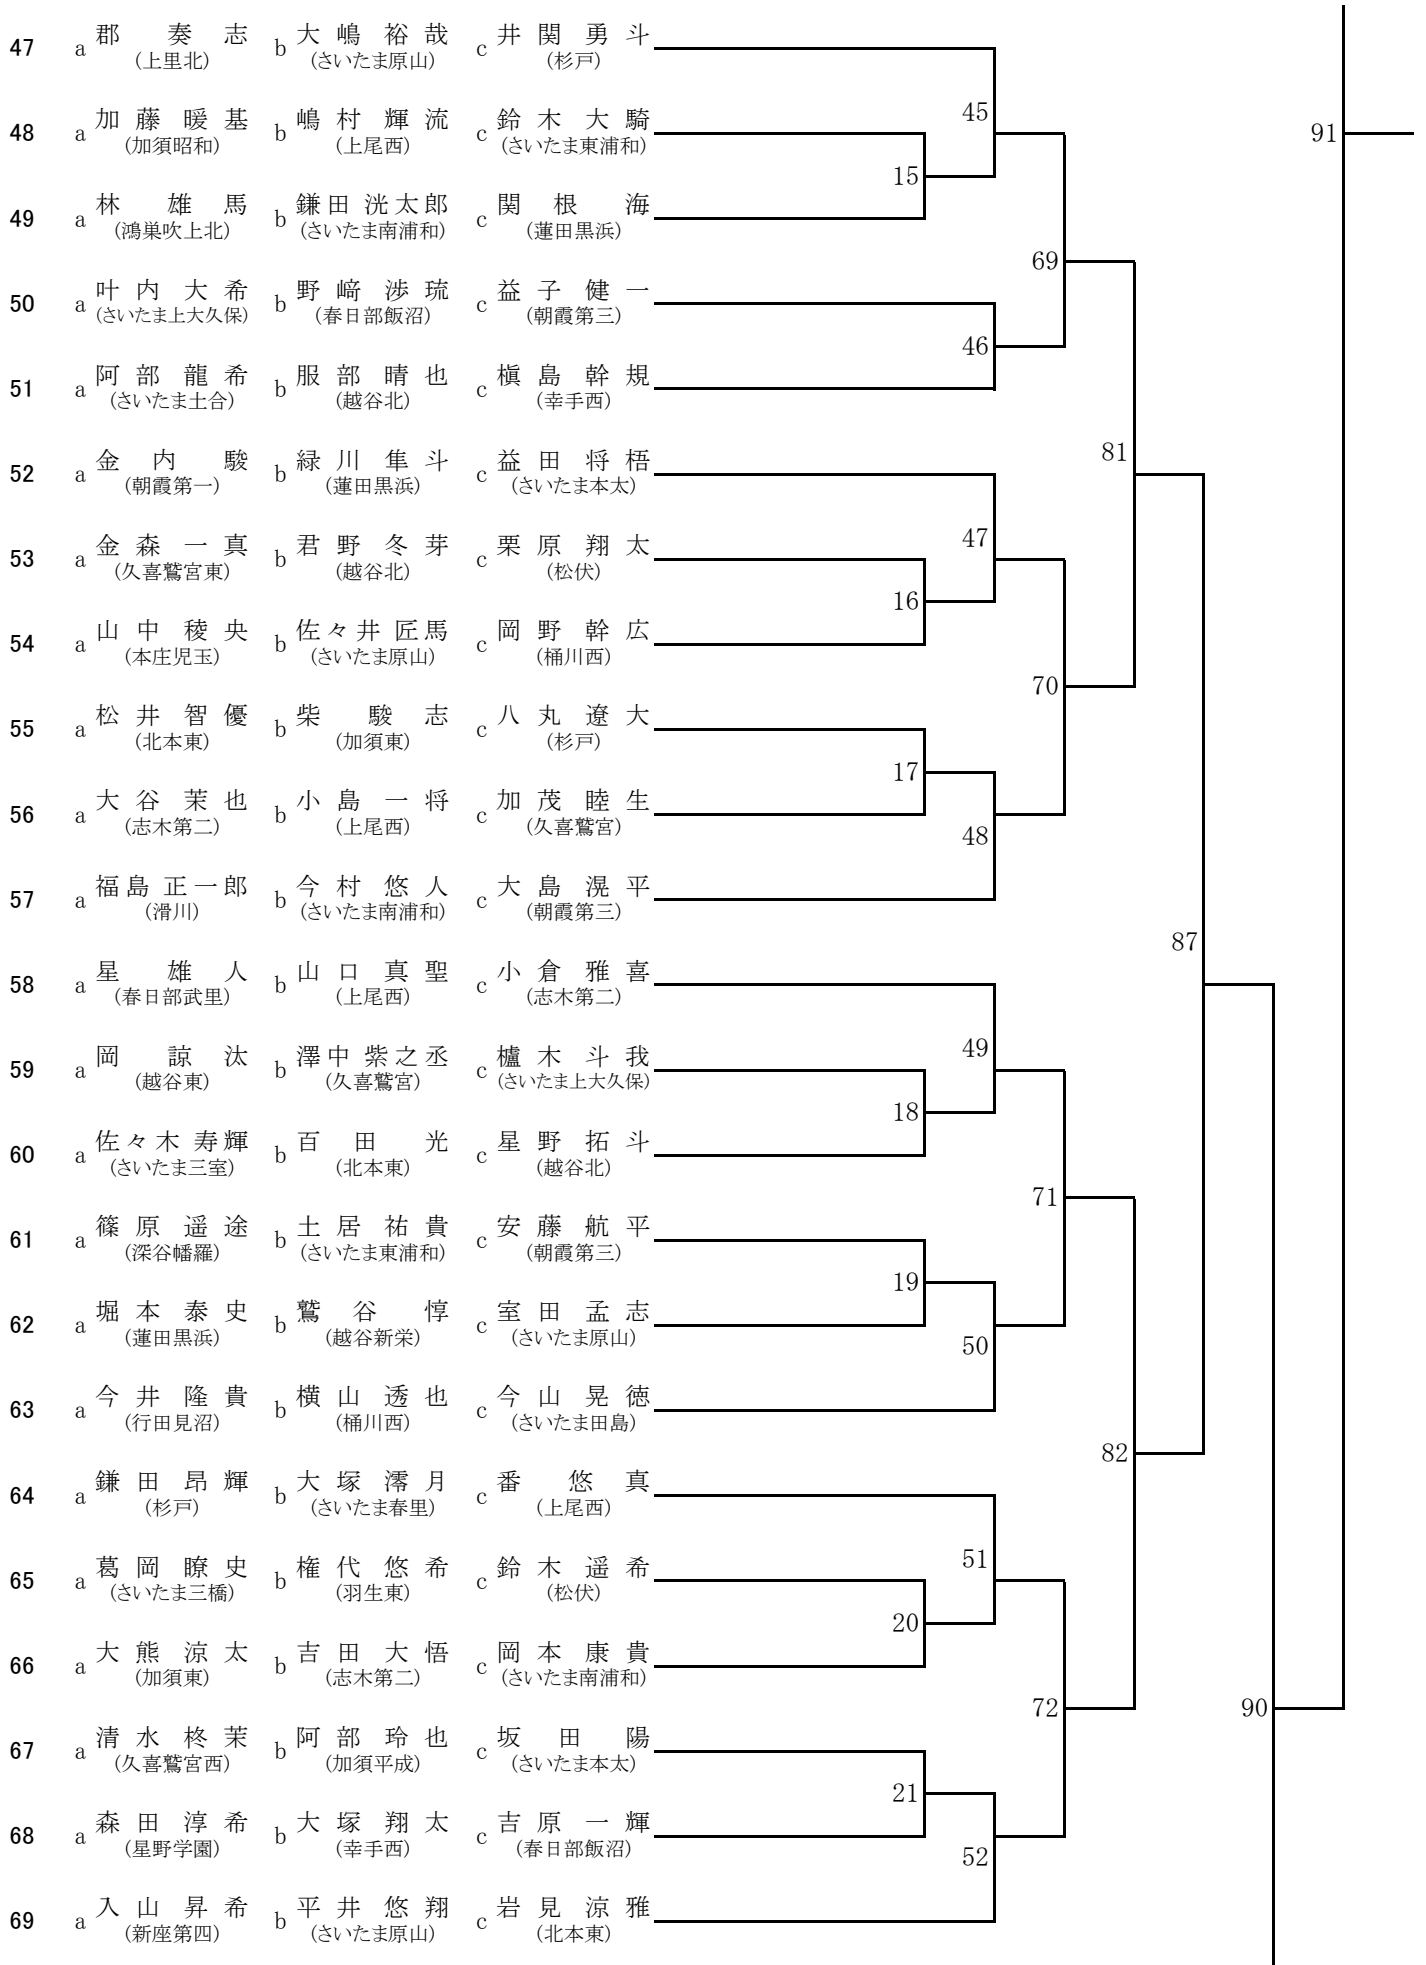 47 a 郡 奏 志 b 大 嶋 裕 哉 c 井 関 勇 斗
(上里北) (さいたま原山) (杉戸)
45
48 a 加 藤 暖 基 b 嶋 村 輝 流 c 鈴 木 大 騎
(加須昭和) (上尾西) (さいたま東浦和)
91
15
49 a 林 雄 馬 b 鎌田 洸太郎 c 関 根 海
(鴻巣吹上北) (さいたま南浦和) (蓮田黒浜)
69
50 a 叶 内 大 希 b 野 﨑 渉 琉 c 益 子 健 一
(さいたま上大久保) (春日部飯沼) (朝霞第三)
46
51 a 阿 部 龍 希 b 服 部 晴 也 c 槇 島 幹 規
(さいたま土合) (越谷北) (幸手西)
81
52 a 金 内 駿 b 緑 川 隼 斗 c 益 田 将 梧
(朝霞第一) (蓮田黒浜) (さいたま本太)
47
53 a 金 森 一 真 b 君 野 冬 芽 c 栗 原 翔 太
(久喜鷲宮東) (越谷北) (松伏)
16
54 a 山 中 稜 央 b 佐々井 匠馬 c 岡 野 幹 広
(本庄児玉) (さいたま原山) (桶川西)
70
55 a 松 井 智 優 b 柴 駿 志 c 八 丸 遼 大
(北本東) (加須東) (杉戸)
17
56 a 大 谷 茉 也 b 小 島 一 将 c 加 茂 睦 生
(志木第二) (上尾西) (久喜鷲宮)
48
57 a 福島 正一郎 b 今 村 悠 人 c 大 島 滉 平
(滑川) (さいたま南浦和) (朝霞第三)
87
58 a 星 雄 人 b 山 口 真 聖 c 小 倉 雅 喜
(春日部武里) (上尾西) (志木第二)
49
59 a 岡 諒 汰 b 澤中 紫之丞 c 櫨 木 斗 我
(越谷東) (久喜鷲宮) (さいたま上大久保)
18
60 a 佐々木 寿輝 b 百 田 光 c 星 野 拓 斗
(さいたま三室) (北本東) (越谷北)
71
61 a 篠 原 遥 途 b 土 居 祐 貴 c 安 藤 航 平
(深谷幡羅) (さいたま東浦和) (朝霞第三)
19
62 a 堀 本 泰 史 b 鷲 谷 惇 c 室 田 孟 志
(蓮田黒浜) (越谷新栄) (さいたま原山)
50
63 a 今 井 隆 貴 b 横 山 透 也 c 今 山 晃 徳
(行田見沼) (桶川西) (さいたま田島)
82
64 a 鎌 田 昂 輝 b 大 塚 澪 月 c 番 悠 真
(杉戸) (さいたま春里) (上尾西)
51
65 a 葛 岡 瞭 史 b 権 代 悠 希 c 鈴 木 遥 希
(さいたま三橋) (羽生東) (松伏)
20
66 a 大 熊 涼 太 b 吉 田 大 悟 c 岡 本 康 貴
(加須東) (志木第二) (さいたま南浦和)
72
90
67 a 清 水 柊 茉 b 阿 部 玲 也 c 坂 田 陽
(久喜鷲宮西) (加須平成) (さいたま本太)
21
68 a 森 田 淳 希 b 大 塚 翔 太 c 吉 原 一 輝
(星野学園) (幸手西) (春日部飯沼)
52
69 a 入 山 昇 希 b 平 井 悠 翔 c 岩 見 涼 雅
(新座第四) (さいたま原山) (北本東)